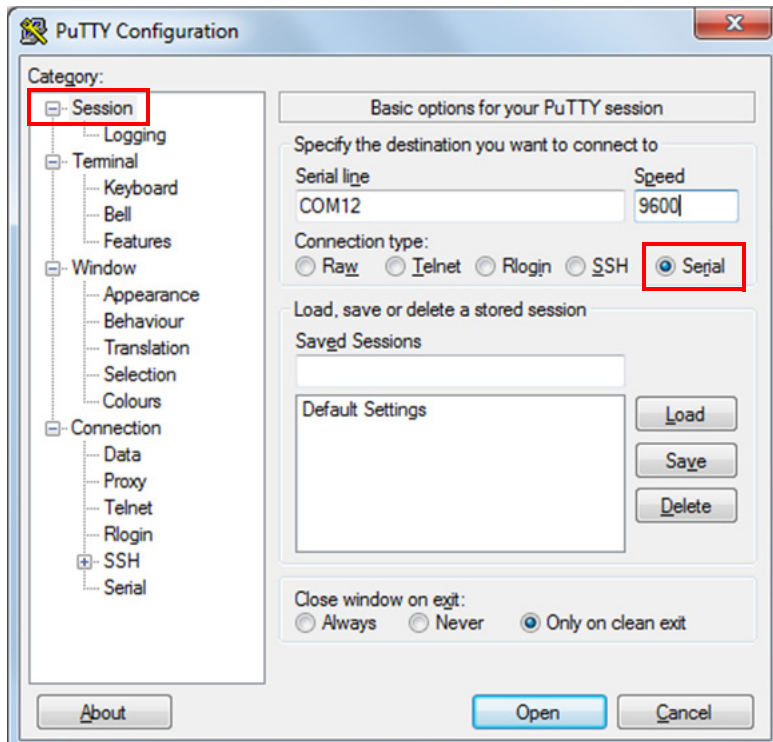 PuTTY Configuration
Category:
Session
Logging
Terminal
Keyboard
Bell
Features
Window
Appearance
Behaviour
Translation
Selection
Colours
Connection
Data
Proxy
Telnet
Rlogin
SSH
Serial
Basic options for your PuTTY session
Specify the destination you want to connect to
Serial line Speed
COM12 9600
Connection type:
Raw Telnet Rlogin SSH Serial
Load, save or delete a stored session
Saved Sessions
Default Settings
Load
Save
Delete
Close window on exit:
Always Never Only on clean exit
About Open Cancel